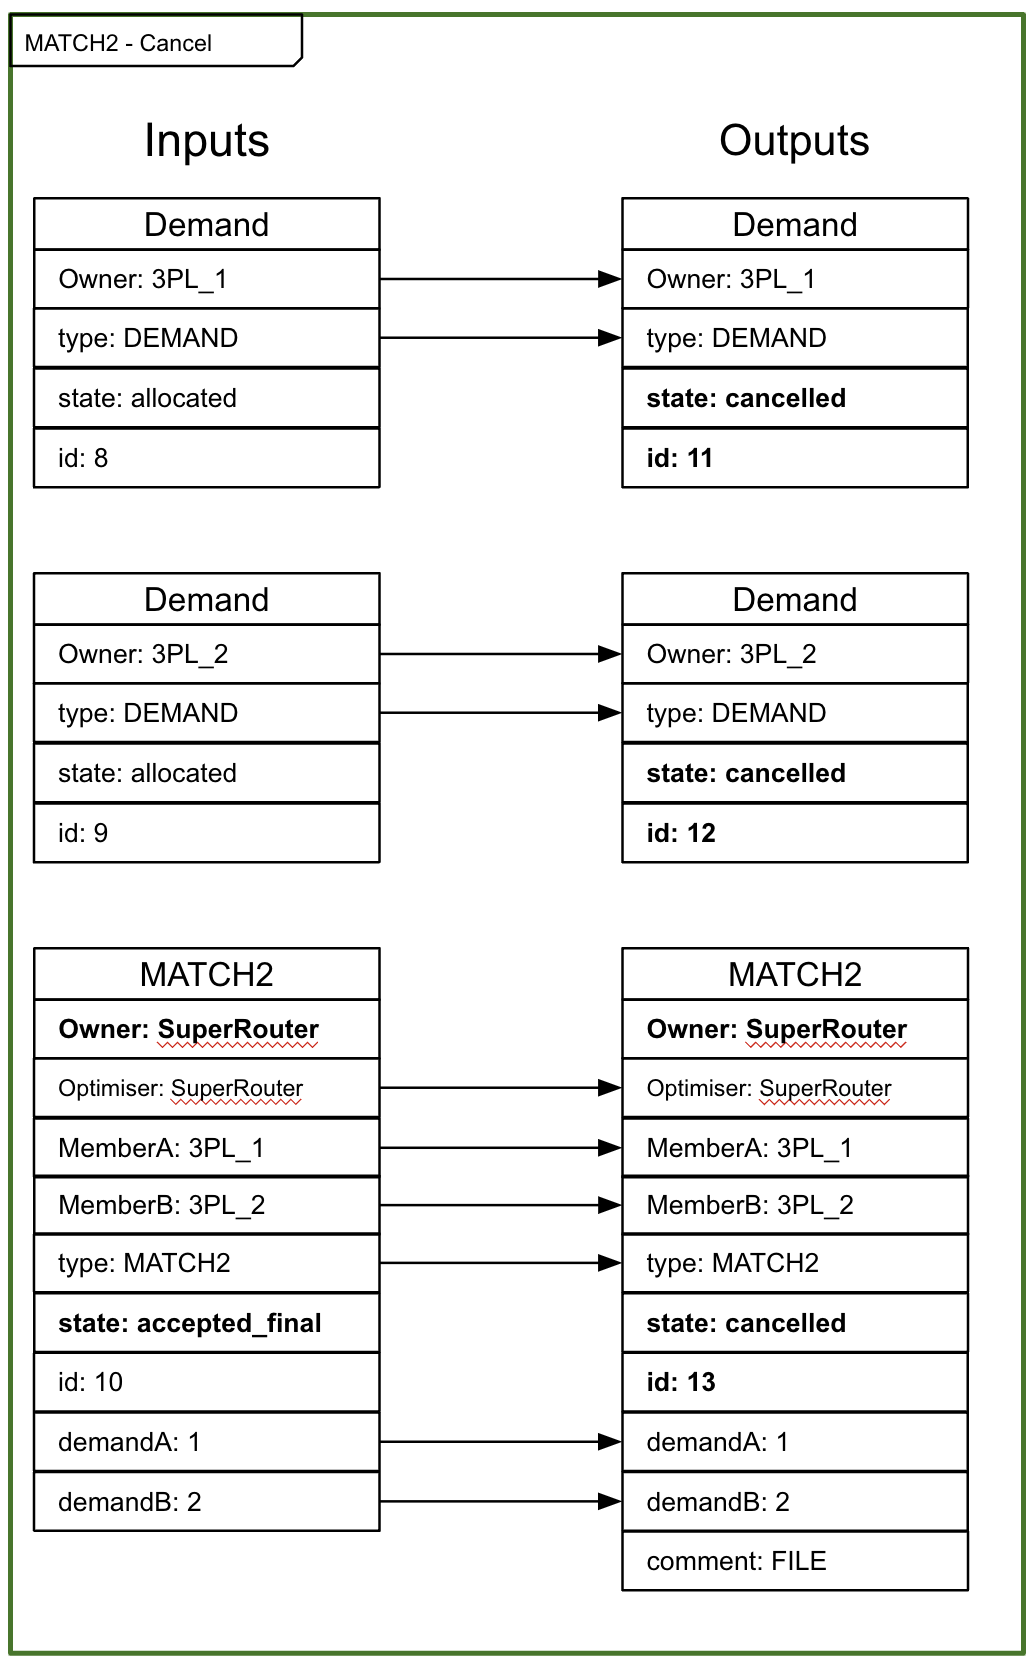 MATCH2 - Cancel
Inputs
Outputs
Demand
Owner: 3PL_1
type: DEMAND
state: allocated
id: 8
Demand
Owner: 3PL_1
type: DEMAND
state: cancelled
id: 11
Demand
Owner: 3PL_2
type: DEMAND
state: allocated
id: 9
Demand
Owner: 3PL_2
type: DEMAND
state: cancelled
id: 12
MATCH2
Owner: SuperRouter
Optimiser: SuperRouter
MemberA: 3PL_1
MemberB: 3PL_2
type: MATCH2
state: accepted_final
id: 10
demandA: 1
demandB: 2
MATCH2
Owner: SuperRouter
Optimiser: SuperRouter
MemberA: 3PL_1
MemberB: 3PL_2
type: MATCH2
state: cancelled
id: 13
demandA: 1
demandB: 2
comment: FILE